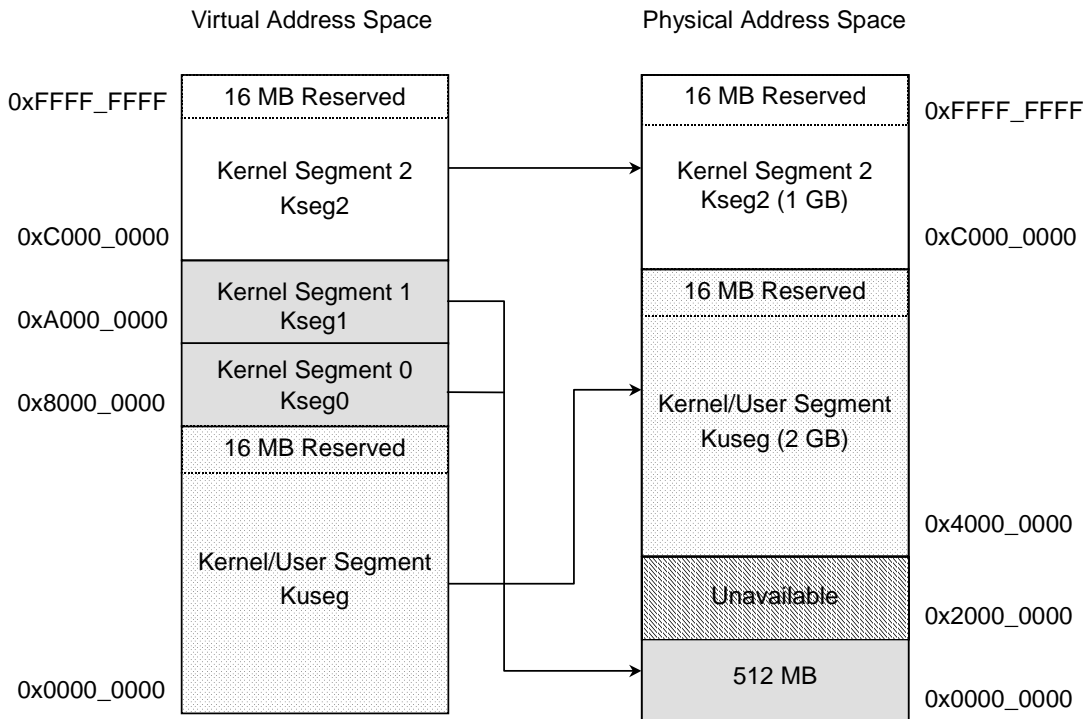 Virtual Address Space
0xFFFF_FFFF
16 MB Reserved
Kernel Segment 2
Kseg2
0xC000_0000
Kernel Segment 1
Kseg1
0xA000_0000
Kernel Segment 0
Kseg0
0x8000_0000
16 MB Reserved
Kernel/User Segment
Kuseg
0x0000_0000
Physical Address Space
16 MB Reserved
0xFFFF_FFFF
Kernel Segment 2
Kseg2 (1 GB)
0xC000_0000
16 MB Reserved
Kernel/User Segment
Kuseg (2 GB)
0x4000_0000
Unavailable
0x2000_0000
512 MB
0x0000_0000